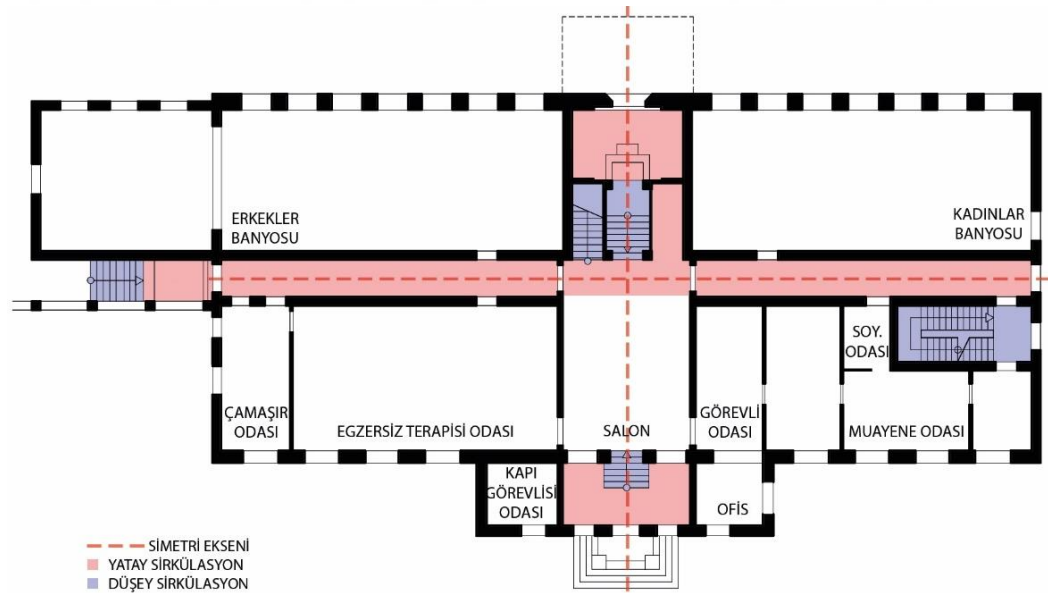 ERKEKLER
BANYOSU
KADINLAR
BANYOSU
SOY.
ODASI
ÇAMAŞIR
ODASI
EGZERSİZ TERAPİSİ ODASI
SALON
GÖREVLİ
ODASI
MUAYENE ODASI
KAPI
GÖREVLİSİ
ODASI
OFİS
SİMETRİ EKSENİ
YATAY SİRKÜLASYON
DÜŞEY SİRKÜLASYON